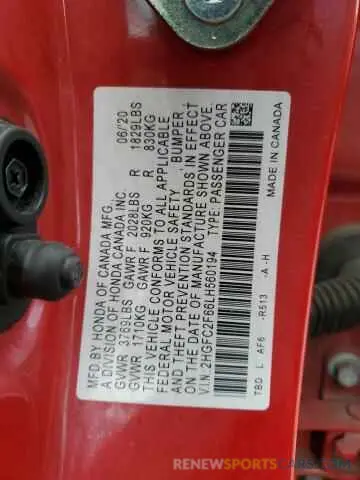 MFD BY HONDA OF CANADA MFG. 06/20
A DIVISION OF HONDA CANADA INC.
GVWR 3769LBS GAWR F 2028LBS R 1829LBS
GVWR 1710KG GAWR F 920KG R 830KG
THIS VEHICLE CONFORMS TO ALL APPLICABLE
FEDERAL MOTOR VEHICLE SAFETY BUMPER
AND THEFT PREVENTION STANDARDS IN EFFECT
ON THE DATE OF MANUFACTURE SHOWN ABOVE.
V.I.N. 2HGFC2F66LH560194 TYPE: PASSENGER CAR
TBD L AF6 -R513 -A-H MADE IN CANADA
RENEWSPORTSCARS.COM